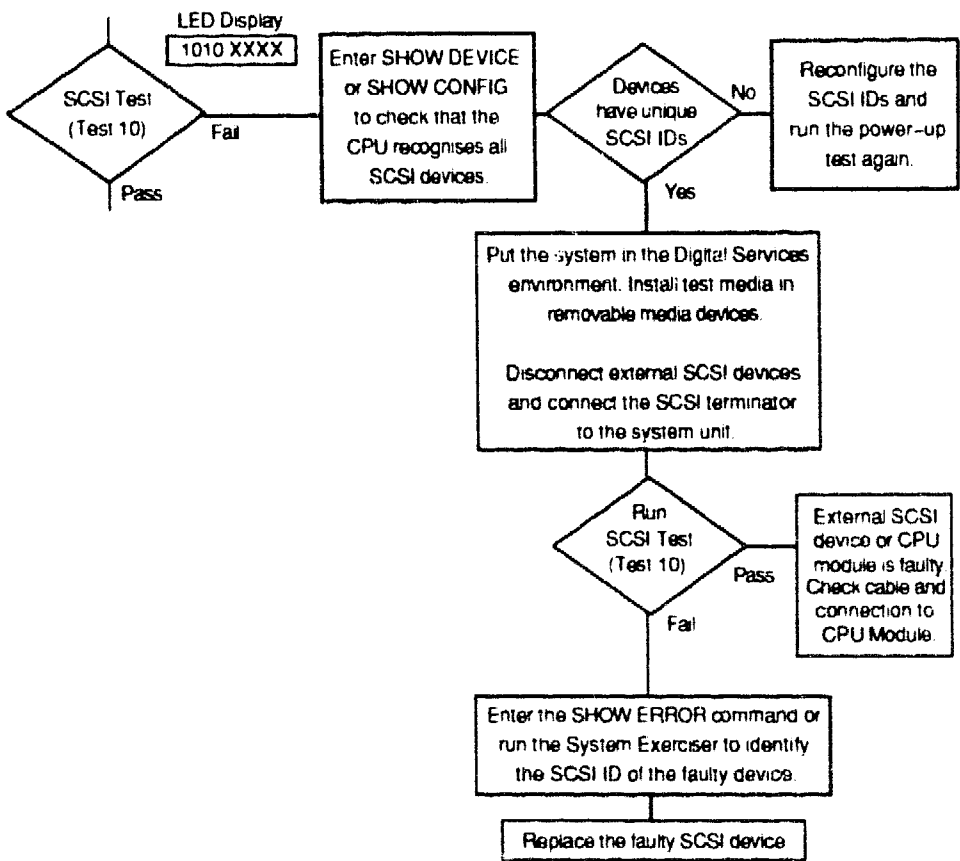 LED Display
1010 XXXX
SCSI Test
(Test 10)
Fail
Pass
Enter SHOW DEVICE
or SHOW CONFIG
to check that the
CPU recognises all
SCSI devices.
Devices
have unique
SCSI IDs
No
Yes
Reconfigure the
SCSI IDs and
run the power-up
test again.
Put the system in the Digital Services
environment. Install test media in
removable media devices.
Disconnect external SCSI devices
and connect the SCSI terminator
to the system unit.
Run
SCSI Test
(Test 10)
Pass
Fail
External SCSI
device or CPU
module is faulty.
Check cable and
connection to
CPU Module.
Enter the SHOW ERROR command or
run the System Exerciser to identify
the SCSI ID of the faulty device.
Replace the faulty SCSI device